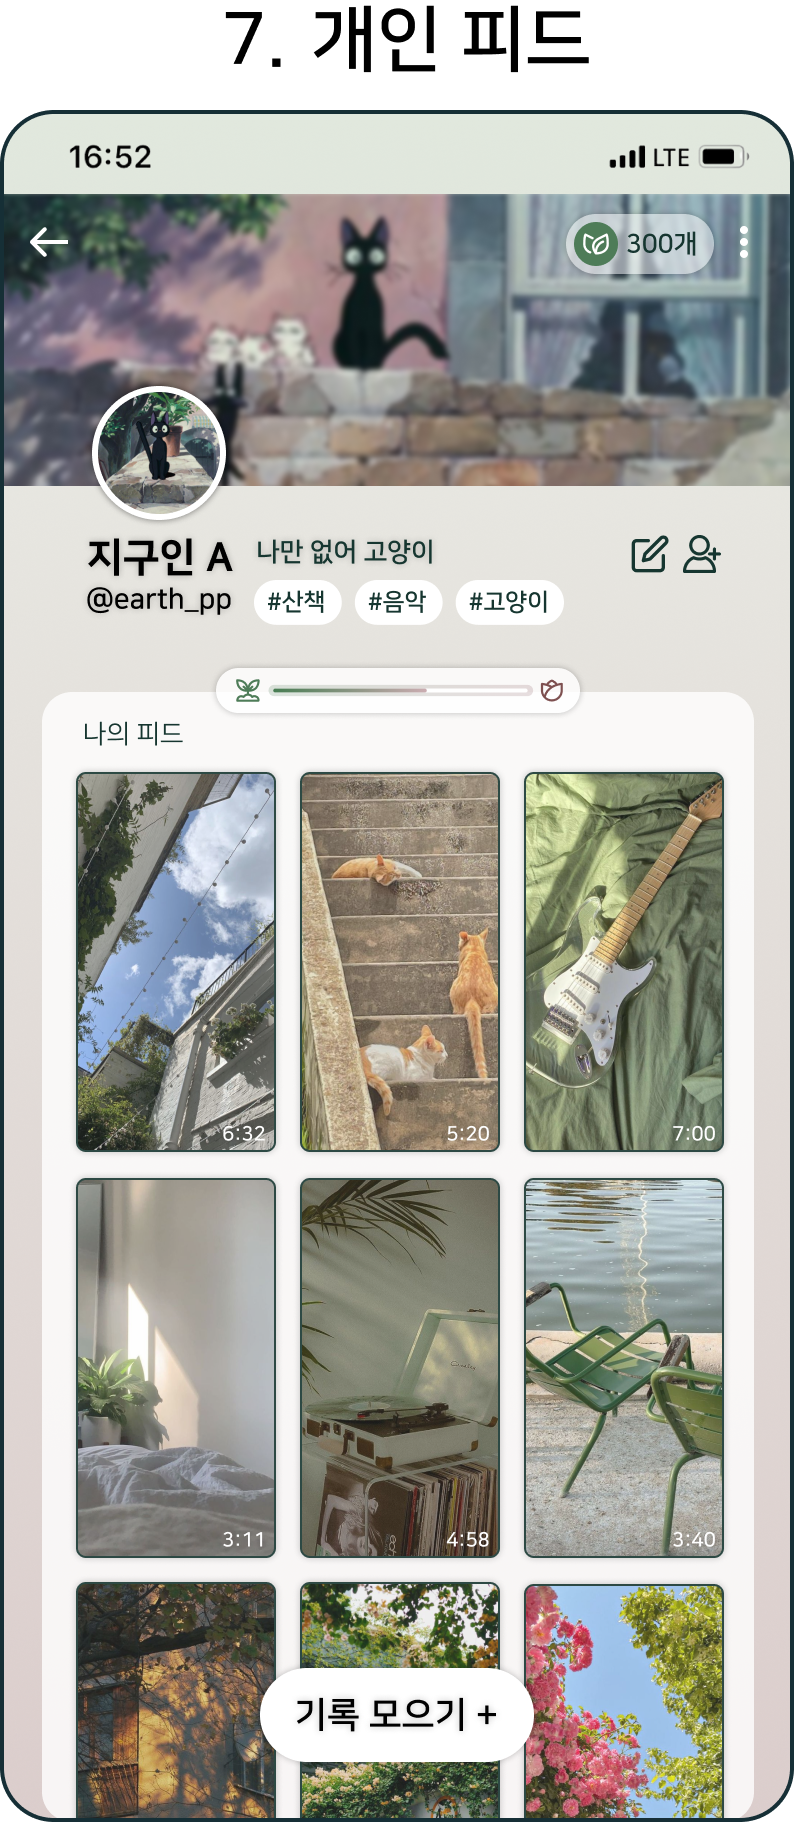 7. 개인 피드
16:52
LTE
300개
지구인 A
나만 없어 고양이
@earth_pp
#산책
#음악
#고양이
나의 피드
6:32
5:20
7:00
3:11
4:58
3:40
기록 모으기 +